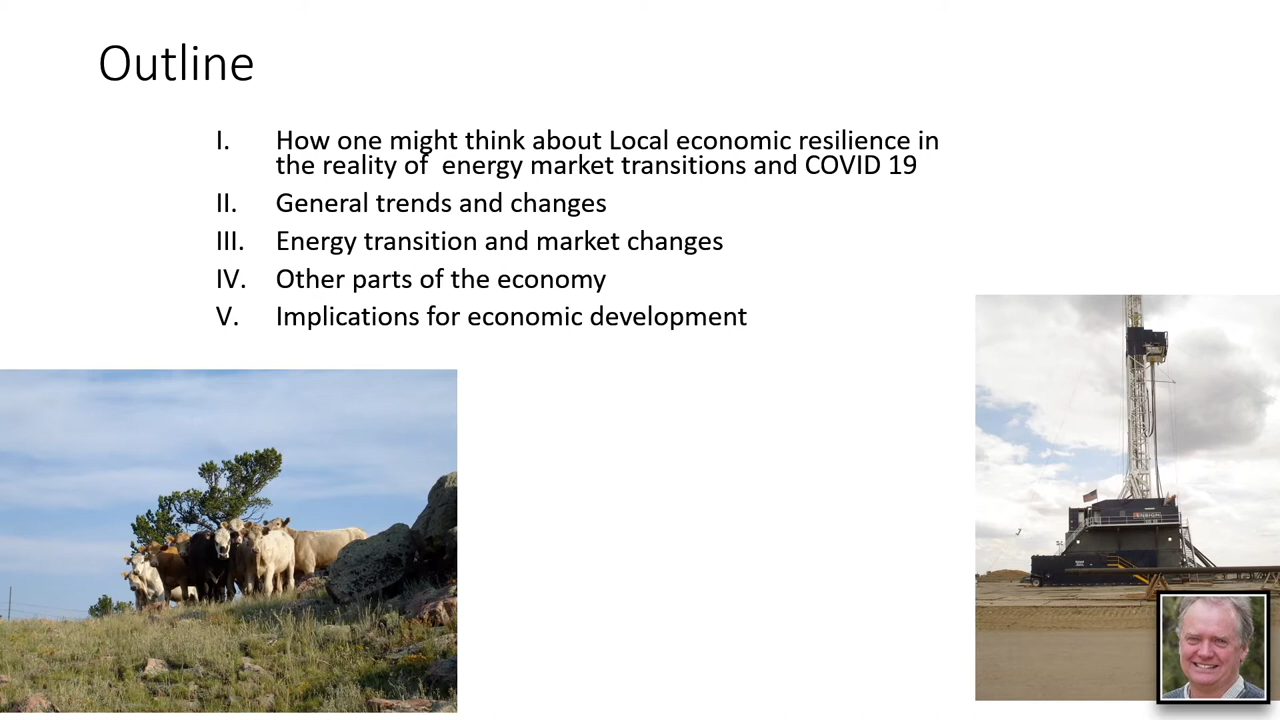 Outline
I. How one might think about Local economic resilience in
the reality of  energy market transitions and COVID 19
II. General trends and changes
III. Energy transition and market changes
IV. Other parts of the economy
V. Implications for economic development
ENSIGN